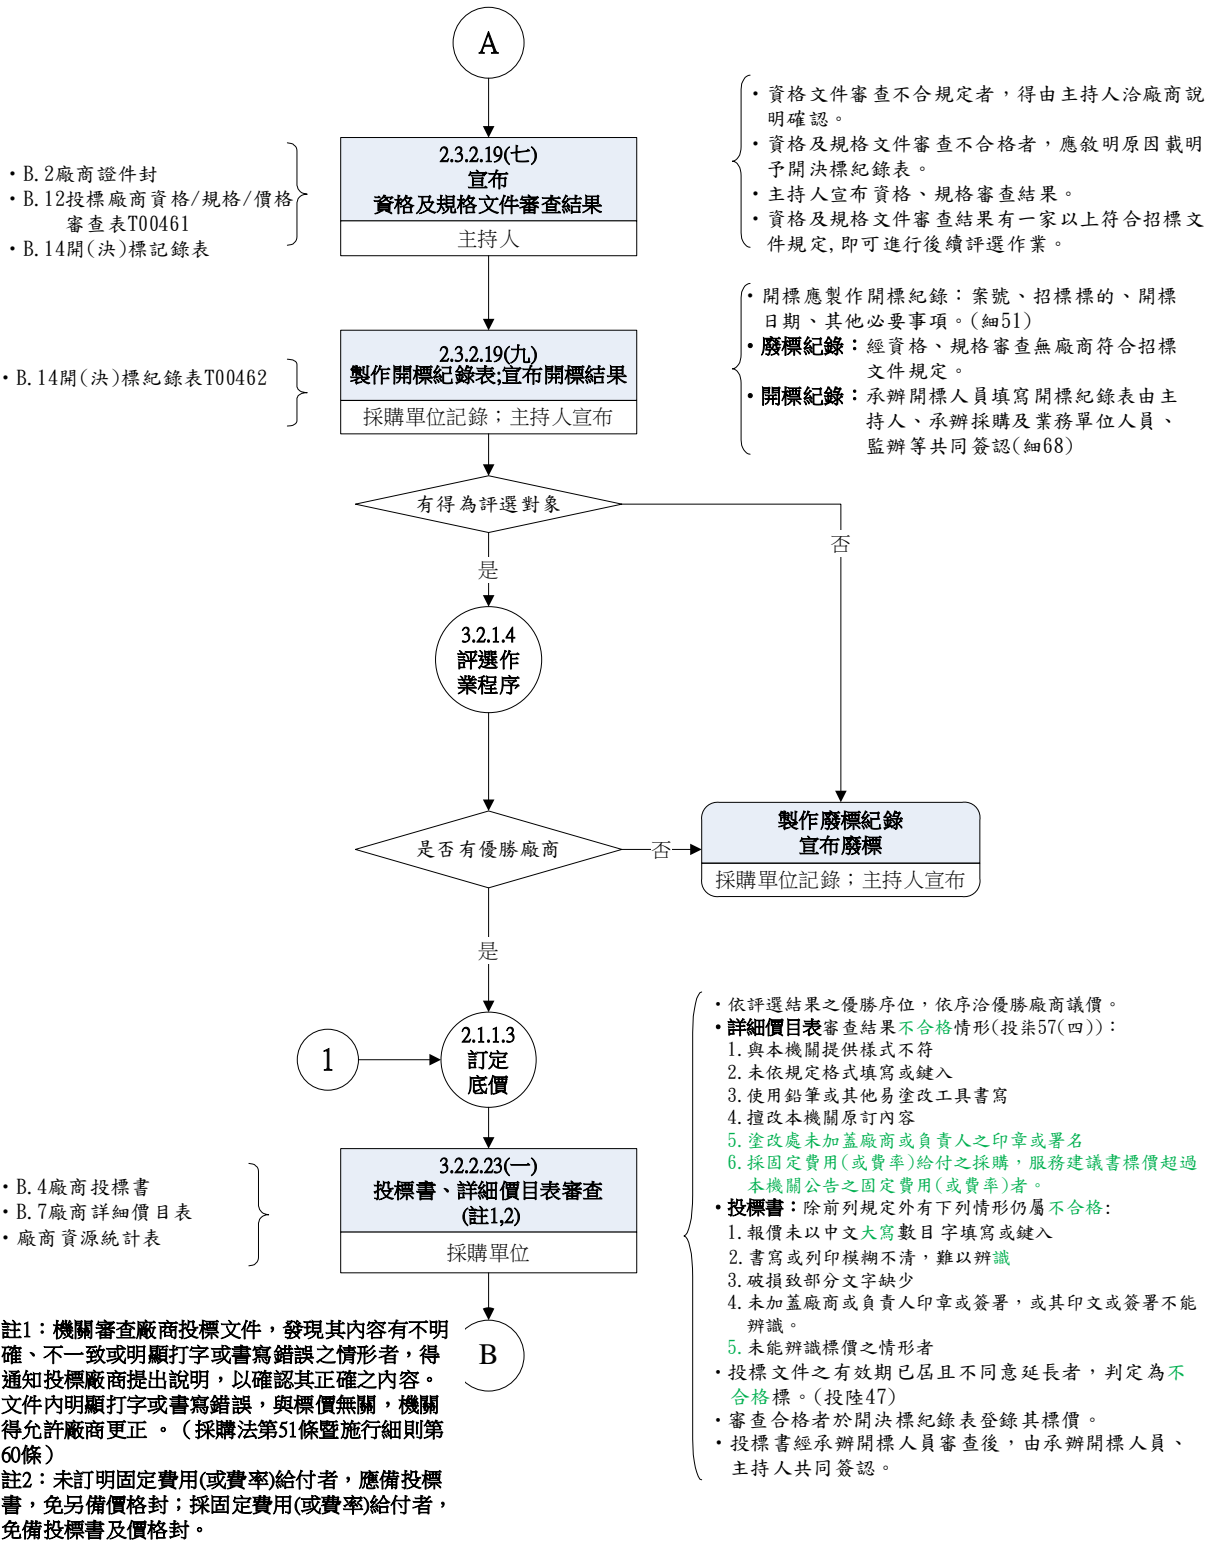 A
・B.2廠商證件封
・B.12投標廠商資格/規格/價格
審查表T00461
・B.14開(決)標記錄表
2.3.2.19(七)
宣布
資格及規格文件審查結果
主持人
・資格文件審查不合規定者，得由主持人洽廠商說
明確認。
・資格及規格文件審查不合格者，應敘明原因載明
予開決標紀錄表。
・主持人宣布資格、規格審查結果。
・資格及規格文件審查結果有一家以上符合招標文
件規定,即可進行後續評選作業。
・B.14開(決)標紀錄表T00462
2.3.2.19(九)
製作開標紀錄表;宣布開標結果
採購單位記錄；主持人宣布
・開標應製作開標紀錄：案號、招標標的、開標
日期、其他必要事項。(細51)
・廢標紀錄：經資格、規格審查無廠商符合招標
文件規定。
・開標紀錄：承辦開標人員填寫開標紀錄表由主
持人、承辦採購及業務單位人員、
監辦等共同簽認(細68)
有得為評選對象
否
是
3.2.1.4
評選作
業程序
是否有優勝廠商
否
製作廢標紀錄
宣布廢標
採購單位記錄；主持人宣布
是
1
2.1.1.3
訂定
底價
・B.4廠商投標書
・B.7廠商詳細價目表
・廠商資源統計表
3.2.2.23(一)
投標書、詳細價目表審查
(註1,2)
採購單位
B
・依評選結果之優勝序位，依序洽優勝廠商議價。
・詳細價目表審查結果不合格情形(投柒57(四))：
1.與本機關提供樣式不符
2.未依規定格式填寫或鍵入
3.使用鉛筆或其他易塗改工具書寫
4.擅改本機關原訂內容
5.塗改處未加蓋廠商或負責人之印章或署名
6.採固定費用(或費率)給付之採購，服務建議書標價超過
本機關公告之固定費用(或費率)者。
・投標書：除前列規定外有下列情形仍屬不合格:
1.報價未以中文大寫數目字填寫或鍵入
2.書寫或列印模糊不清，難以辨識
3.破損致部分文字缺少
4.未加蓋廠商或負責人印章或簽署，或其印文或簽署不能
辨識。
5.未能辨識標價之情形者
・投標文件之有效期已屆且不同意延長者，判定為不
合格標。(投陸47)
・審查合格者於開決標紀錄表登錄其標價。
・投標書經承辦開標人員審查後，由承辦開標人員、
主持人共同簽認。
註1：機關審查廠商投標文件，發現其內容有不明
確、不一致或明顯打字或書寫錯誤之情形者，得
通知投標廠商提出說明，以確認其正確之內容。
文件內明顯打字或書寫錯誤，與標價無關，機關
得允許廠商更正 。（採購法第51條暨施行細則第
60條）
註2：未訂明固定費用(或費率)給付者，應備投標
書，免另備價格封；採固定費用(或費率)給付者，
免備投標書及價格封。